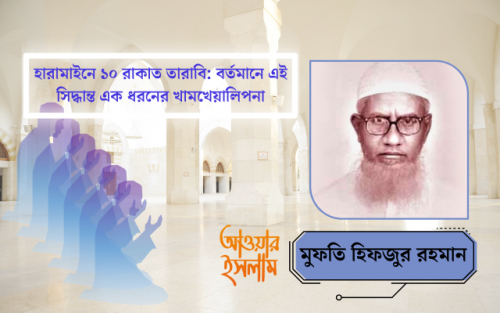 হারামাইনে ১০ রাকাত তারাবি: বর্তমানে এই
সিদ্ধান্ত এক ধরনের খামখেয়ালিপনা
আওয়ার
ইসলাম
মুফতি হিফজুর রহমান